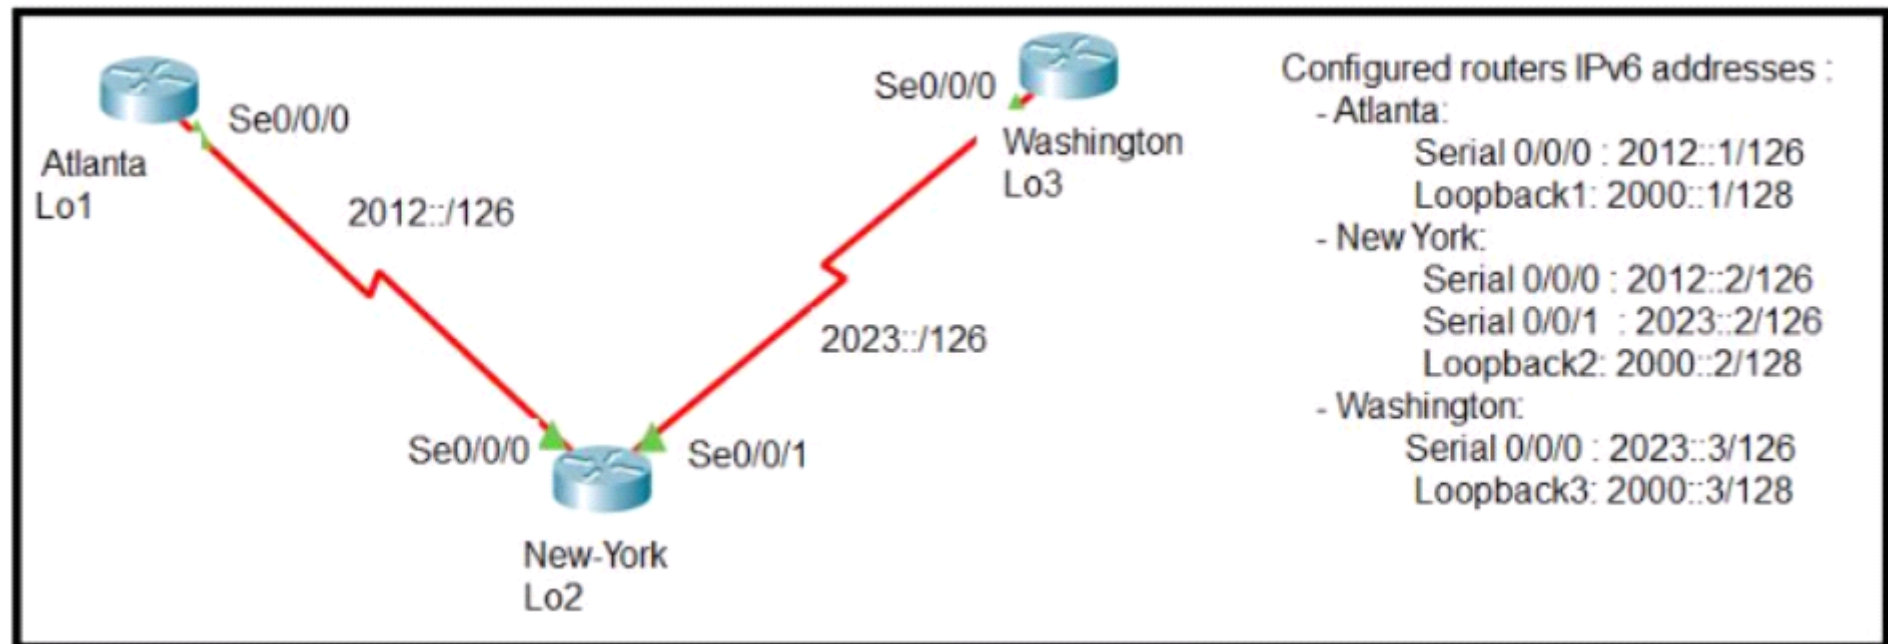 Se0/0/0
Atlanta
Lo1
2012::/126
Se0/0/0
Washington
Lo3
2023::/126
Se0/0/0
Se0/0/1
New-York
Lo2
Configured routers IPv6 addresses :
- Atlanta:
Serial 0/0/0 : 2012::1/126
Loopback1: 2000::1/128
- New York:
Serial 0/0/0 : 2012::2/126
Serial 0/0/1 : 2023::2/126
Loopback2: 2000::2/128
- Washington:
Serial 0/0/0 : 2023::3/126
Loopback3: 2000::3/128